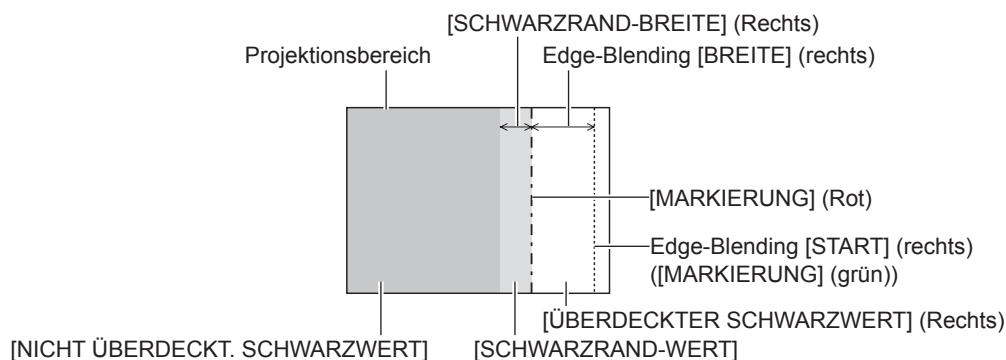 [SCHWARZRAND-BREITE] (Rechts)
Projektionsbereich
Edge-Blending [BREITE] (rechts)
[MARKIERUNG] (Rot)
Edge-Blending [START] (rechts)
([MARKIERUNG] (grün))
[ÜBERDECKTER SCHWARZWERT] (Rechts)
[NICHT ÜBERDECKT. SCHWARZWERT]
[SCHWARZRAND-WERT]